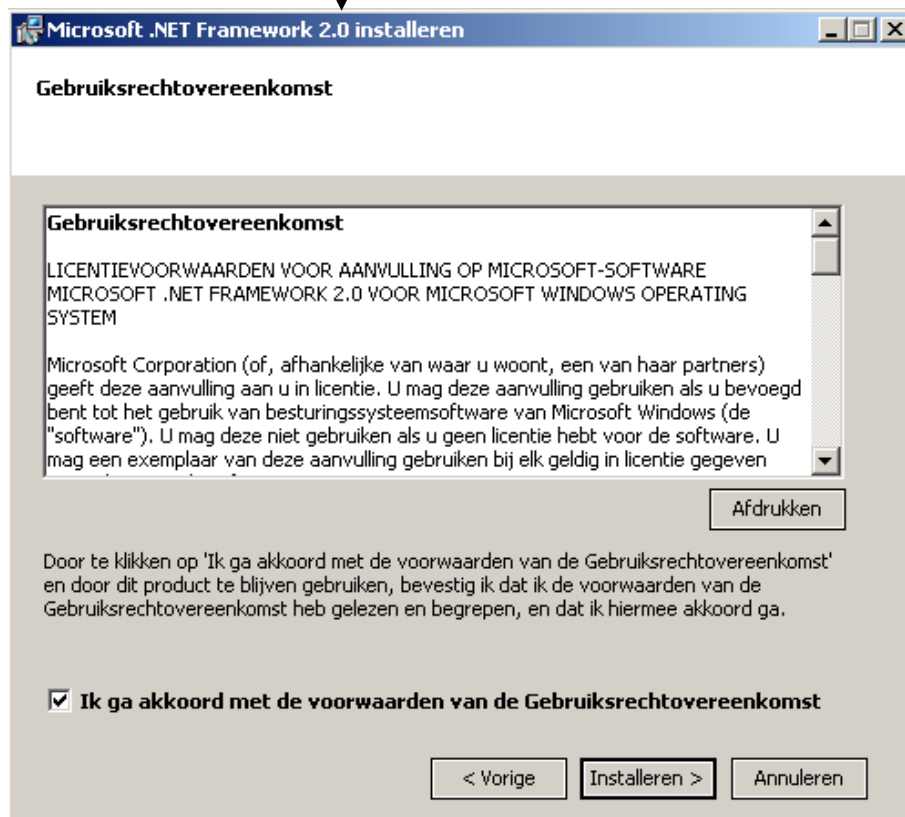 Microsoft .NET Framework 2.0 installeren
Gebruiksrechtovereenkomst
Gebruiksrechtovereenkomst
LICENTIEVOORWAARDEN VOOR AANVULLING OP MICROSOFT-SOFTWARE
MICROSOFT .NET FRAMEWORK 2.0 VOOR MICROSOFT WINDOWS OPERATING
SYSTEM
Microsoft Corporation (of, afhankelijke van waar u woont, een van haar partners)
geeft deze aanvulling aan u in licentie. U mag deze aanvulling gebruiken als u bevoegd
bent tot het gebruik van besturingssysteemsoftware van Microsoft Windows (de
"software"). U mag deze niet gebruiken als u geen licentie hebt voor de software. U
mag een exemplaar van deze aanvulling gebruiken bij elk geldig in licentie gegeven
Afdrukken
Door te klikken op 'Ik ga akkoord met de voorwaarden van de Gebruiksrechtovereenkomst'
en door dit product te blijven gebruiken, bevestig ik dat ik de voorwaarden van de
Gebruiksrechtovereenkomst heb gelezen en begrepen, en dat ik hiermee akkoord ga.
Ik ga akkoord met de voorwaarden van de Gebruiksrechtovereenkomst
< Vorige
Installeren >
Annuleren